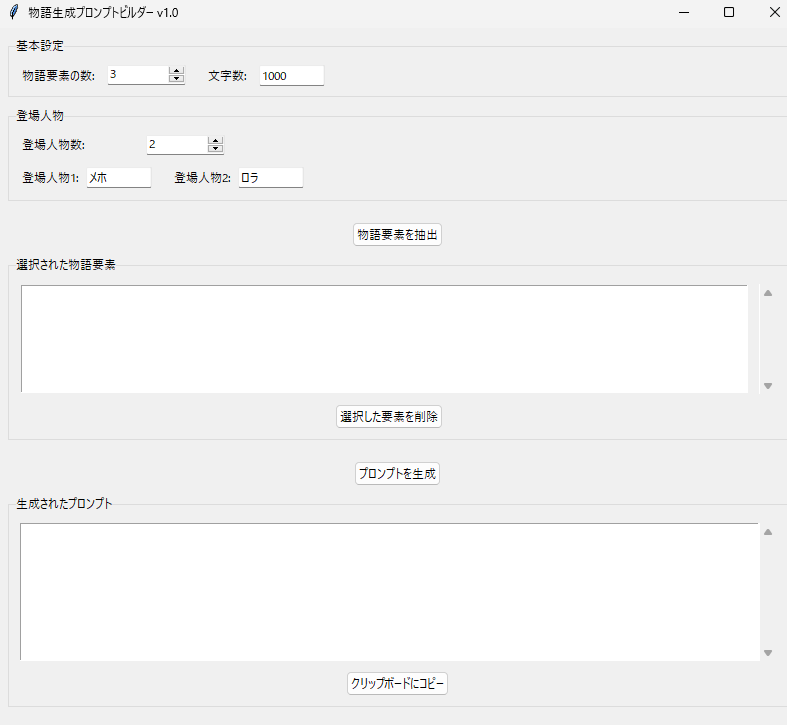 物語生成プロンプトビルダー v1.0
基本設定
物語要素の数: 3 文字数: 1000
登場人物
登場人物数: 2
登場人物1: メホ 登場人物2: ロラ
物語要素を抽出
選択された物語要素
選択した要素を削除
プロンプトを生成
生成されたプロンプト
クリップボードにコピー